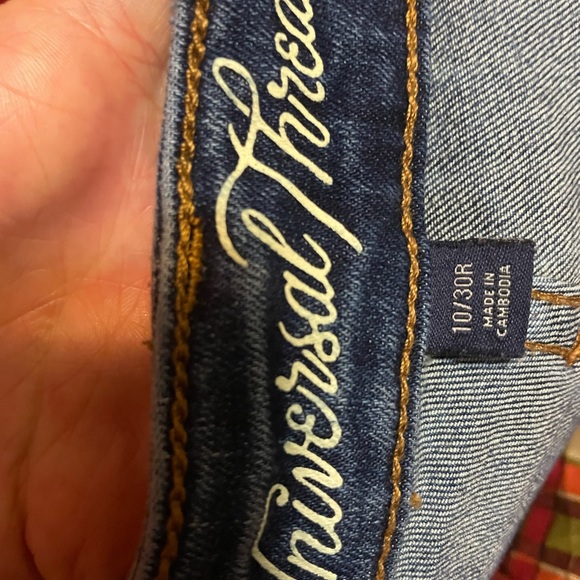 Universal Threa
10/30R
MADE IN
CAMBODIA